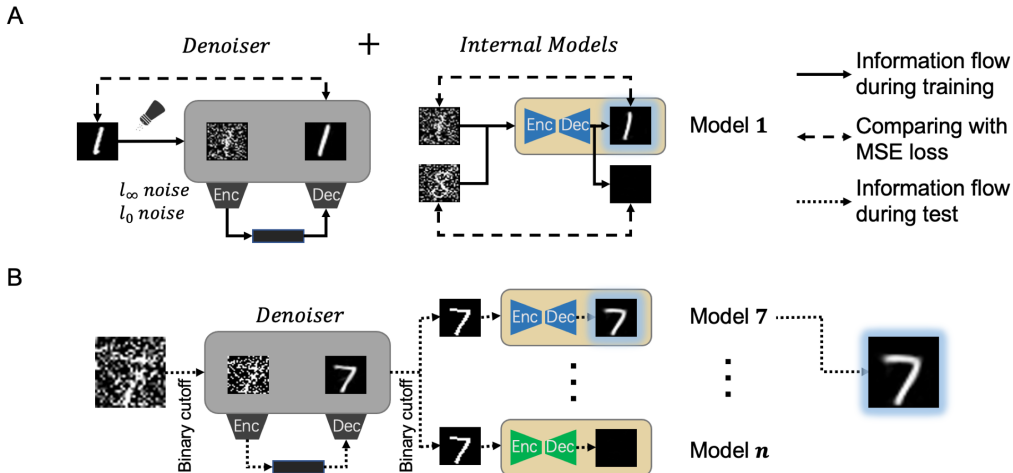 A
Denoiser
+
Internal Models
Enc
Dec
l∞ noise
l0 noise
Enc
Dec
Model 1
Information flow
during training
Comparing with
MSE loss
Information flow
during test
B
Denoiser
Binary cutoff
Enc
Dec
Binary cutoff
Enc
Dec
Model 7
Enc
Dec
Model n